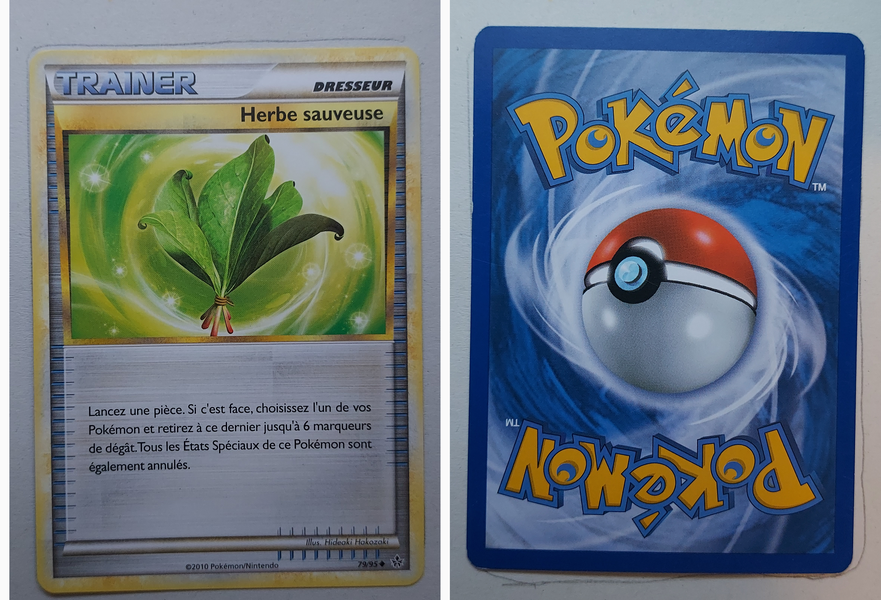 TRAINER
DRESSEUR
Herbe sauveuse
Lancez une pièce. Si c'est face, choisissez l'un de vos
Pokémon et retirez à ce dernier jusqu'à 6 marqueurs
de dégât. Tous les États Spéciaux de ce Pokémon sont
également annulés.
Illus. Hideaki Hakozaki
©2010 Pokémon/Nintendo
79/95
POKéMON
TM
TM
POKéMON